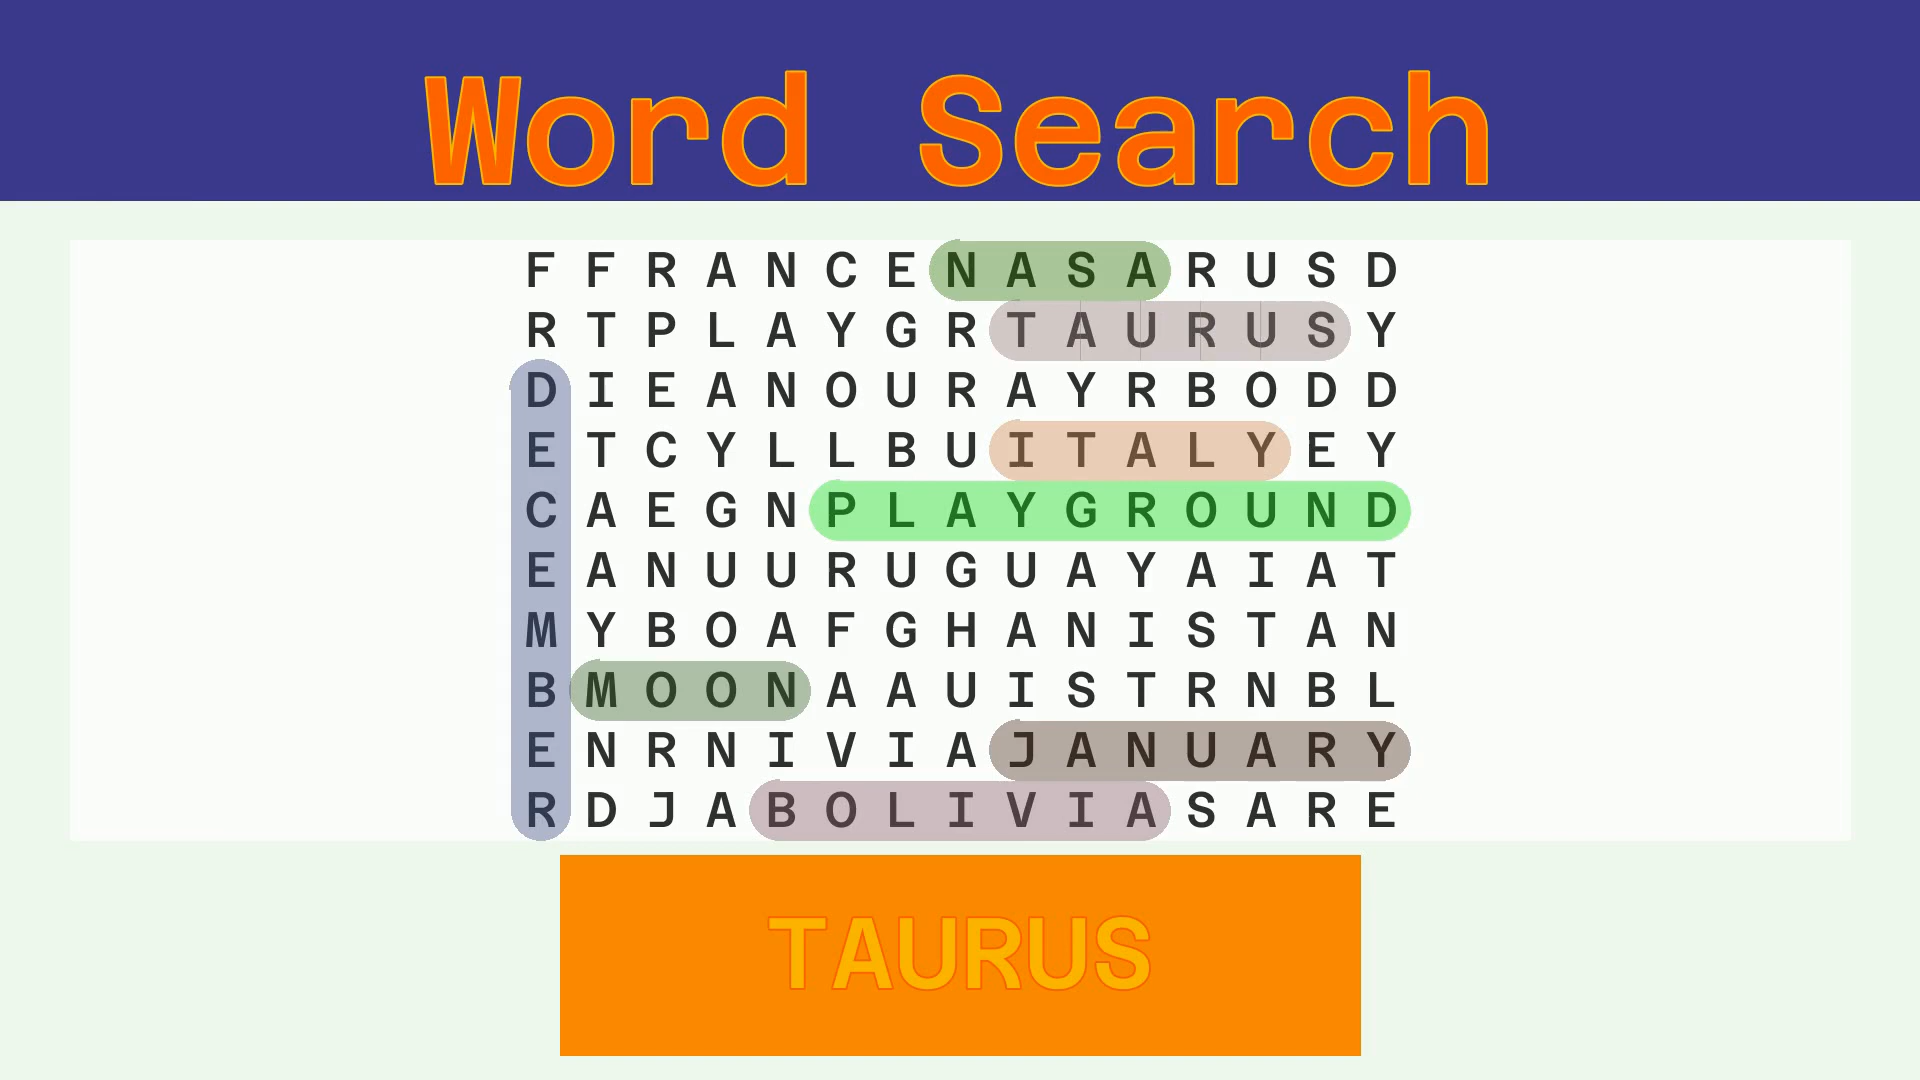 Word Search
F F R A N C E N A S A R U S D
R T P L A Y G R T A U R U S Y
D I E A N O U R A Y R B O D D
E T C Y L L B U I T A L Y E Y
C A E G N P L A Y G R O U N D
E A N U U R U G U A Y A I A T
M Y B O A F G H A N I S T A N
B M O O N A A U I S T R N B L
E N R N I V I A J A N U A R Y
R D J A B O L I V I A S A R E
TAURUS